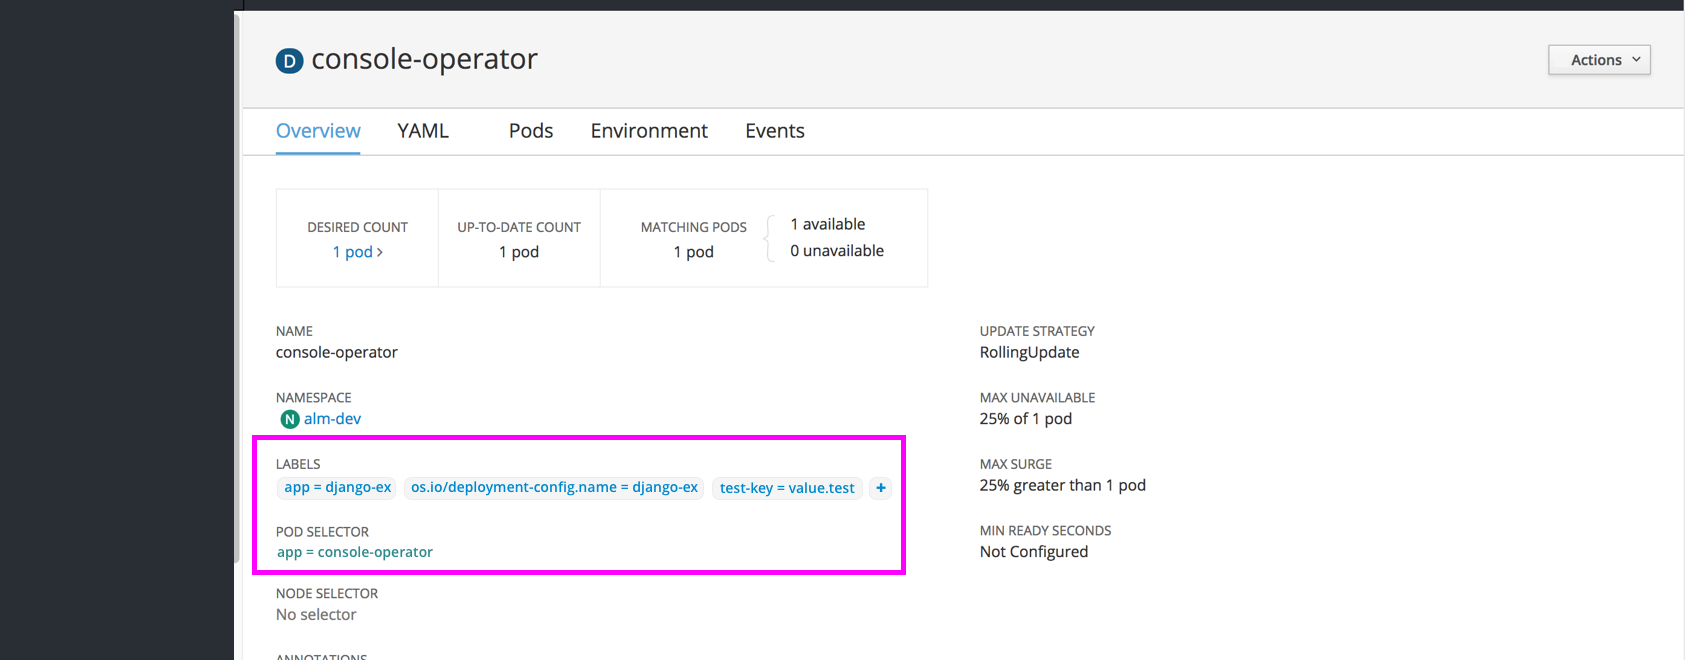 D console-operator
Actions
Overview YAML Pods Environment Events
DESIRED COUNT
1 pod
UP-TO-DATE COUNT
1 pod
MATCHING PODS
1 pod
1 available
0 unavailable
NAME
console-operator
NAMESPACE
N alm-dev
LABELS
app = django-ex os.io/deployment-config.name = django-ex test-key = value.test +
POD SELECTOR
app = console-operator
NODE SELECTOR
No selector
ANNOTATIONS
UPDATE STRATEGY
RollingUpdate
MAX UNAVAILABLE
25% of 1 pod
MAX SURGE
25% greater than 1 pod
MIN READY SECONDS
Not Configured